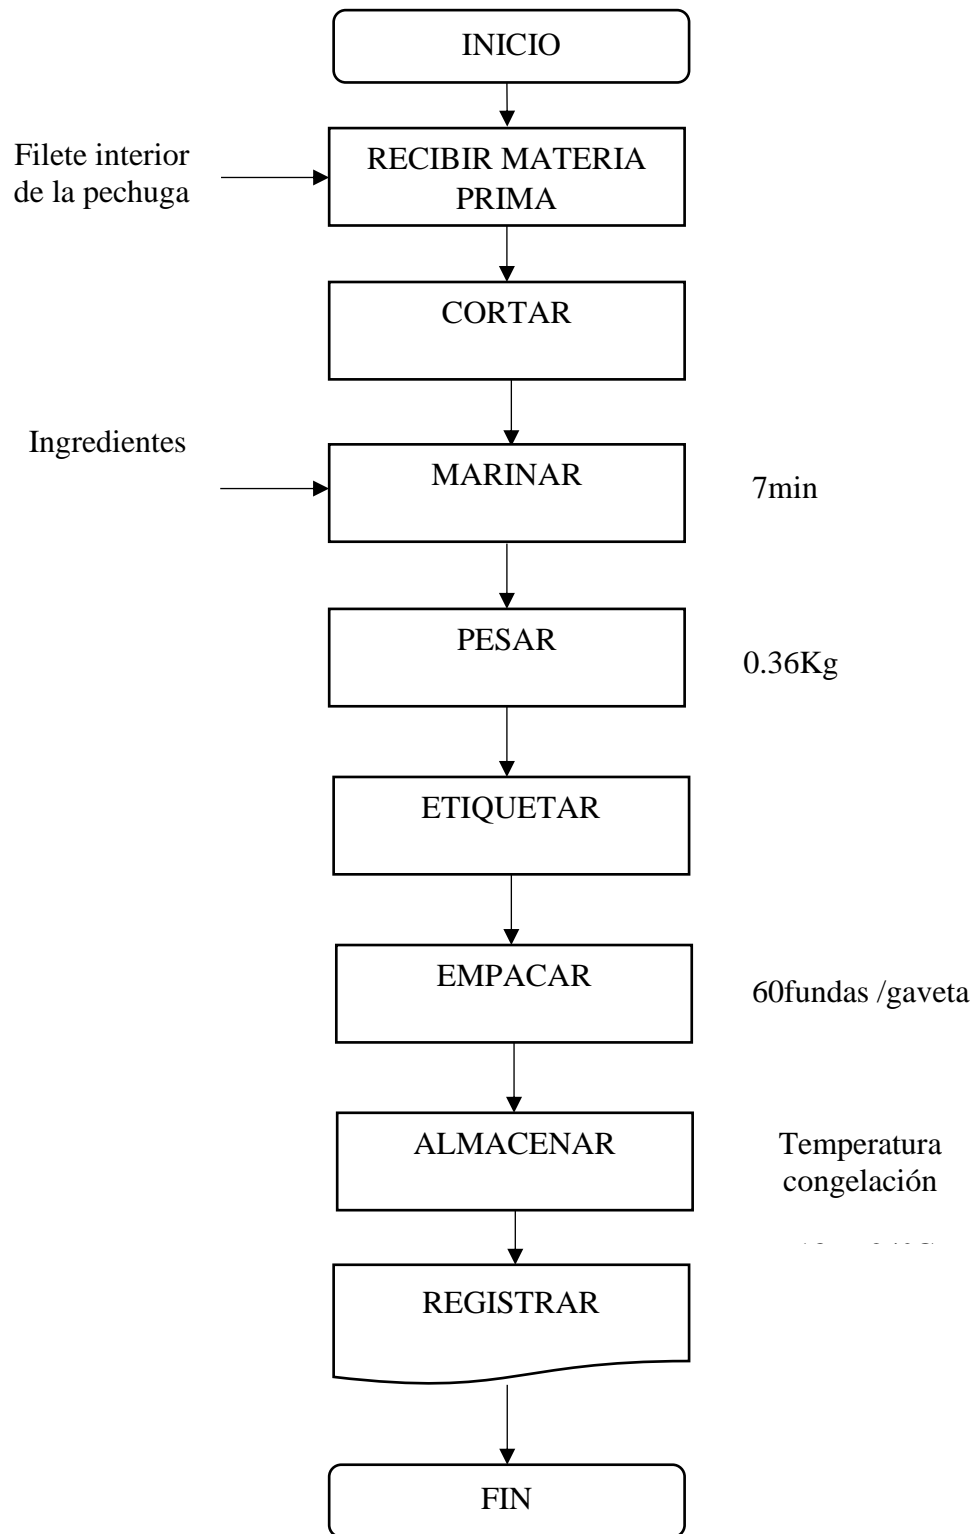 INICIO
Filete interior
de la pechuga
RECIBIR MATERIA
PRIMA
CORTAR
Ingredientes
MARINAR
7min
PESAR
0.36Kg
ETIQUETAR
EMPACAR
60fundas /gaveta
ALMACENAR
Temperatura
congelación
REGISTRAR
FIN